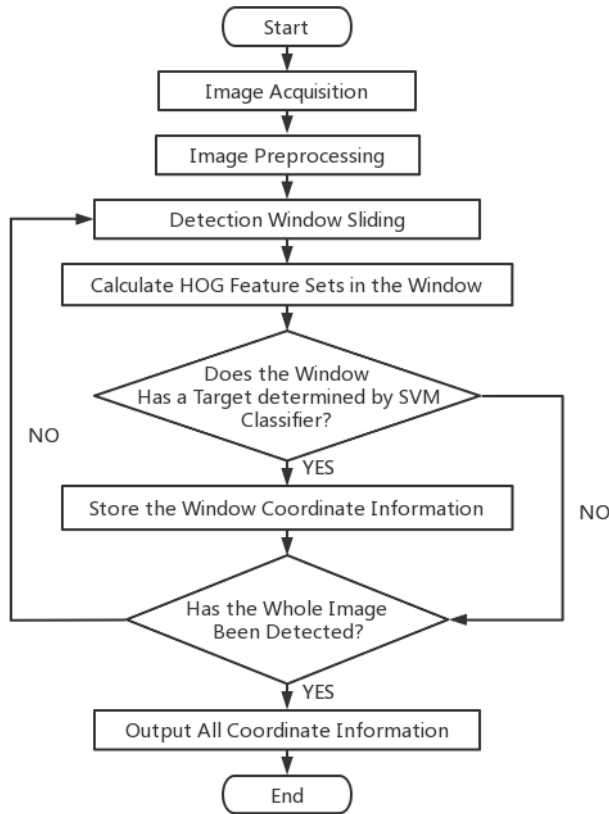 Start
Image Acquisition
Image Preprocessing
Detection Window Sliding
Calculate HOG Feature Sets in the Window
Does the Window
Has a Target determined by SVM
Classifier?
NO
YES
Store the Window Coordinate Information
NO
Has the Whole Image
Been Detected?
YES
Output All Coordinate Information
End